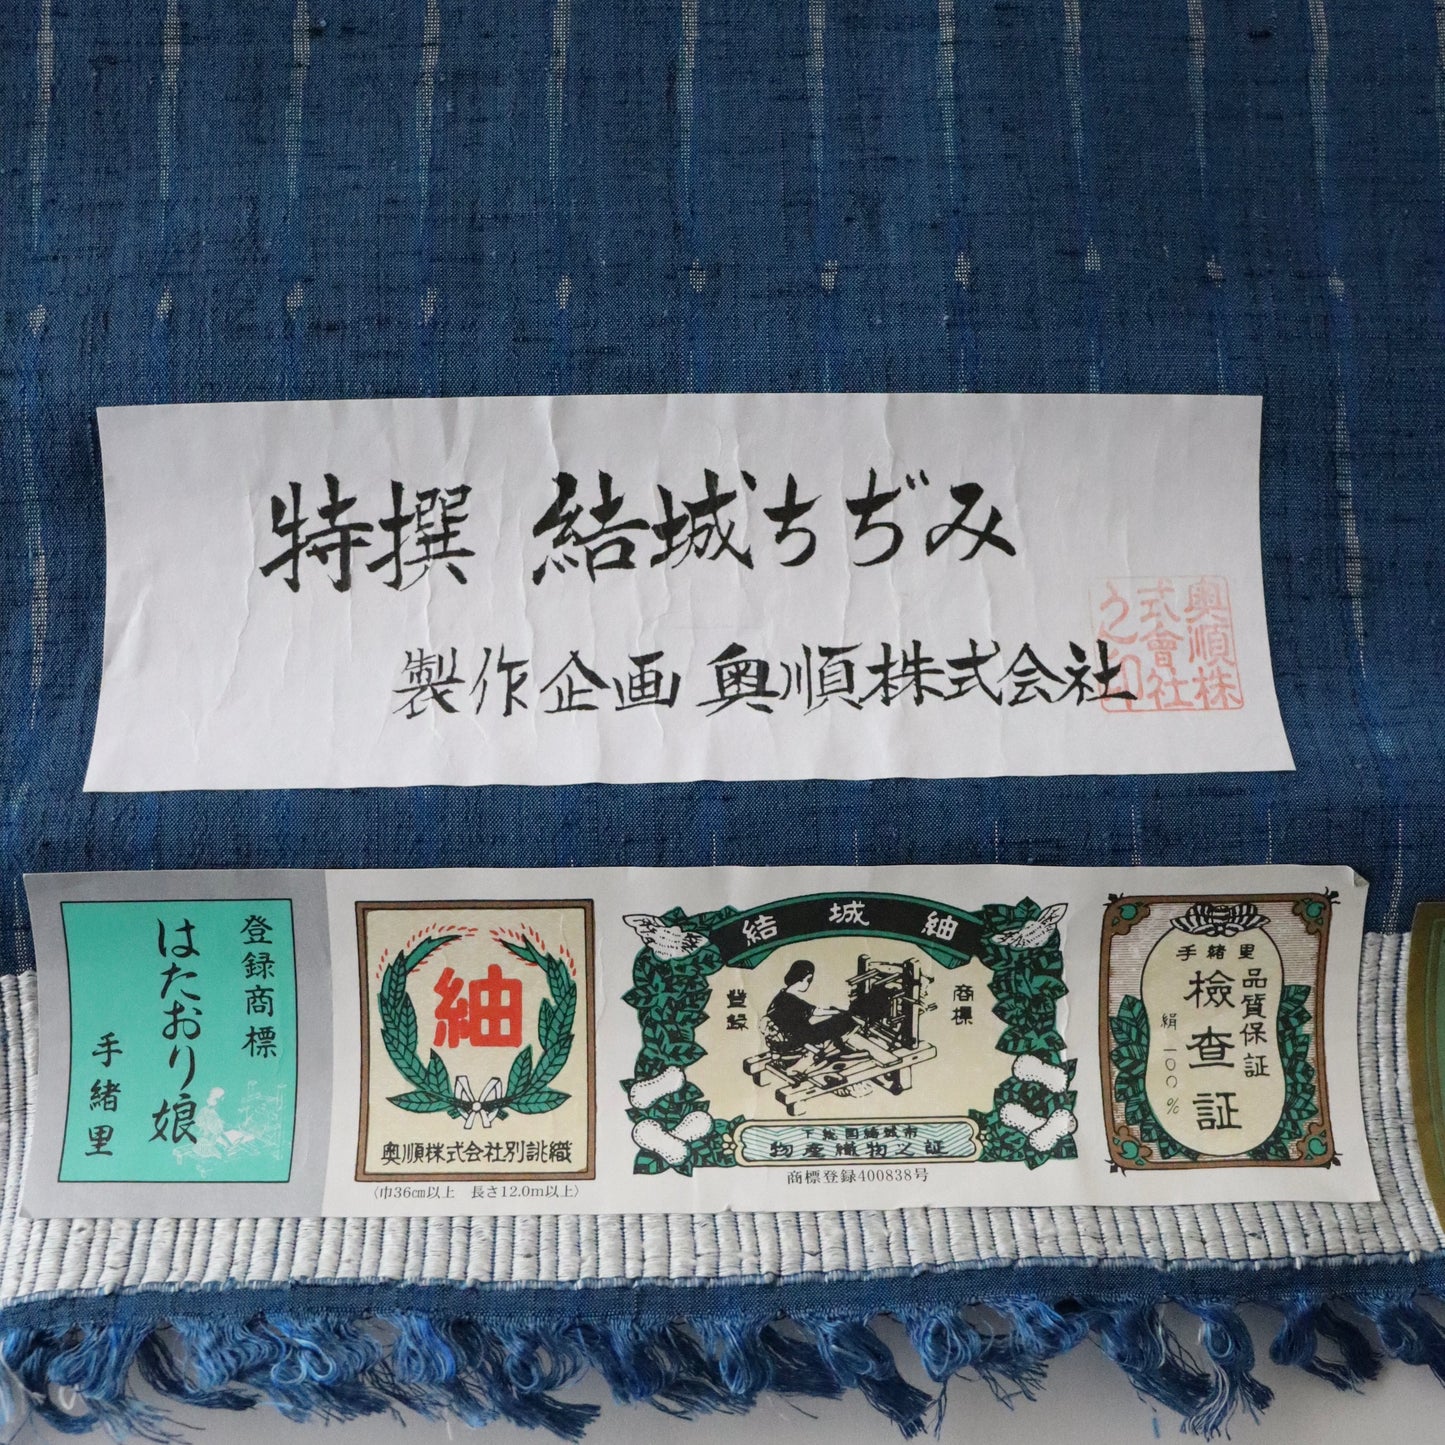 特撰 結城ちぢみ
製作企画 奥順株式会社
奥順株
式會社
之印
登録商標
はたおり娘
手緒里
紬
奥順株式会社別誂織
〈巾36㎝以上 長さ12.0m以上〉
結城紬
登録
商標
下総国結城市
物産織物之証
商標登録400838号
手緒里
品質保証
検査証
絹一〇〇%